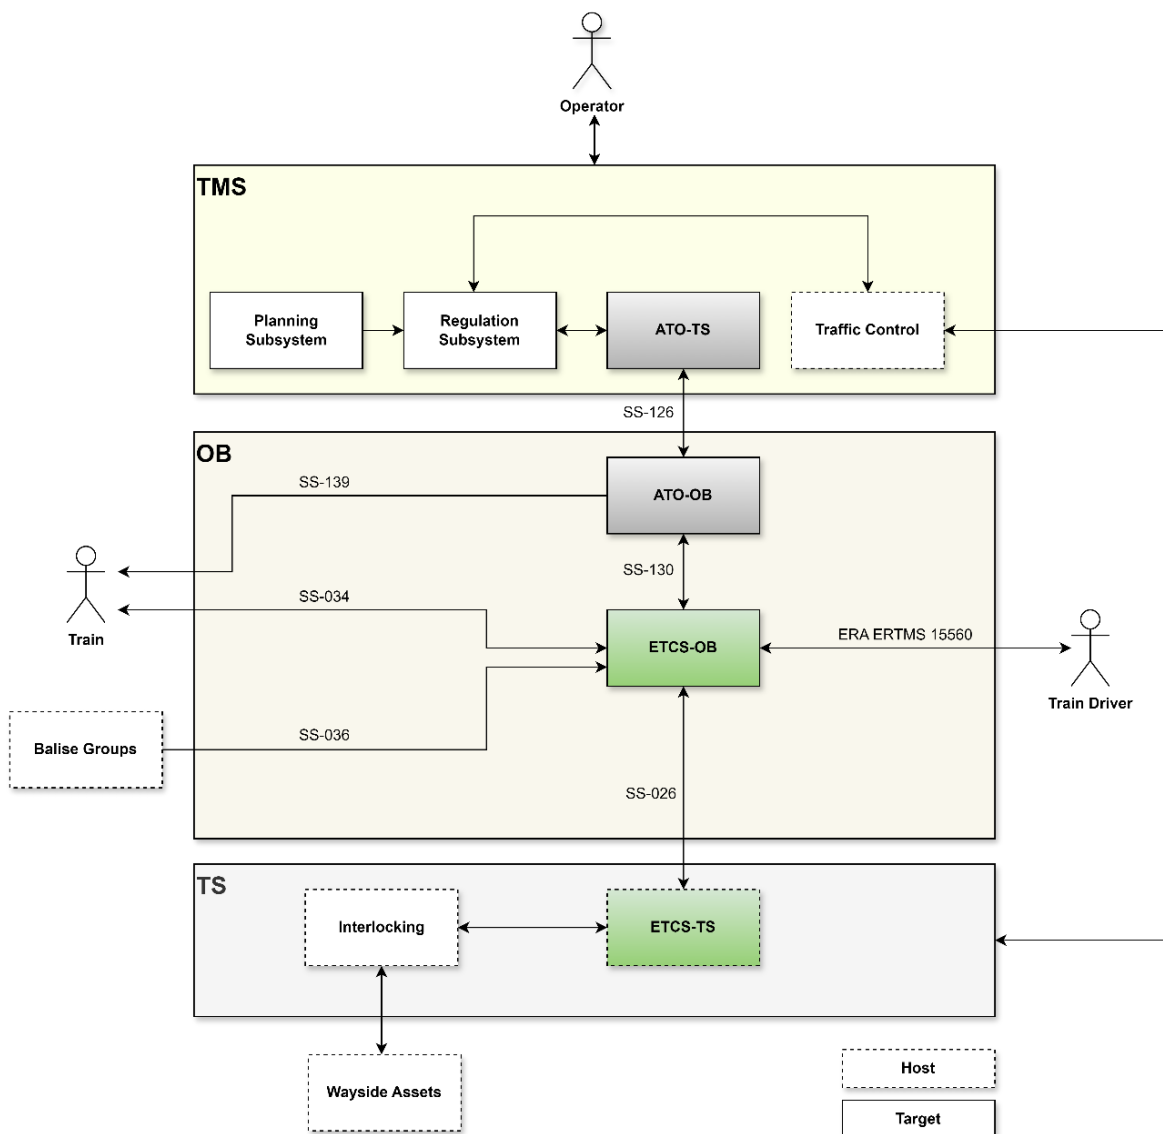 Operator
TMS
Planning
Subsystem
Regulation
Subsystem
ATO-TS
Traffic Control
SS-126
OB
ATO-OB
SS-139
SS-130
SS-034
Train
ETCS-OB
ERA ERTMS 15560
Train Driver
Balise Groups
SS-036
SS-026
TS
Interlocking
ETCS-TS
Wayside Assets
Host
Target